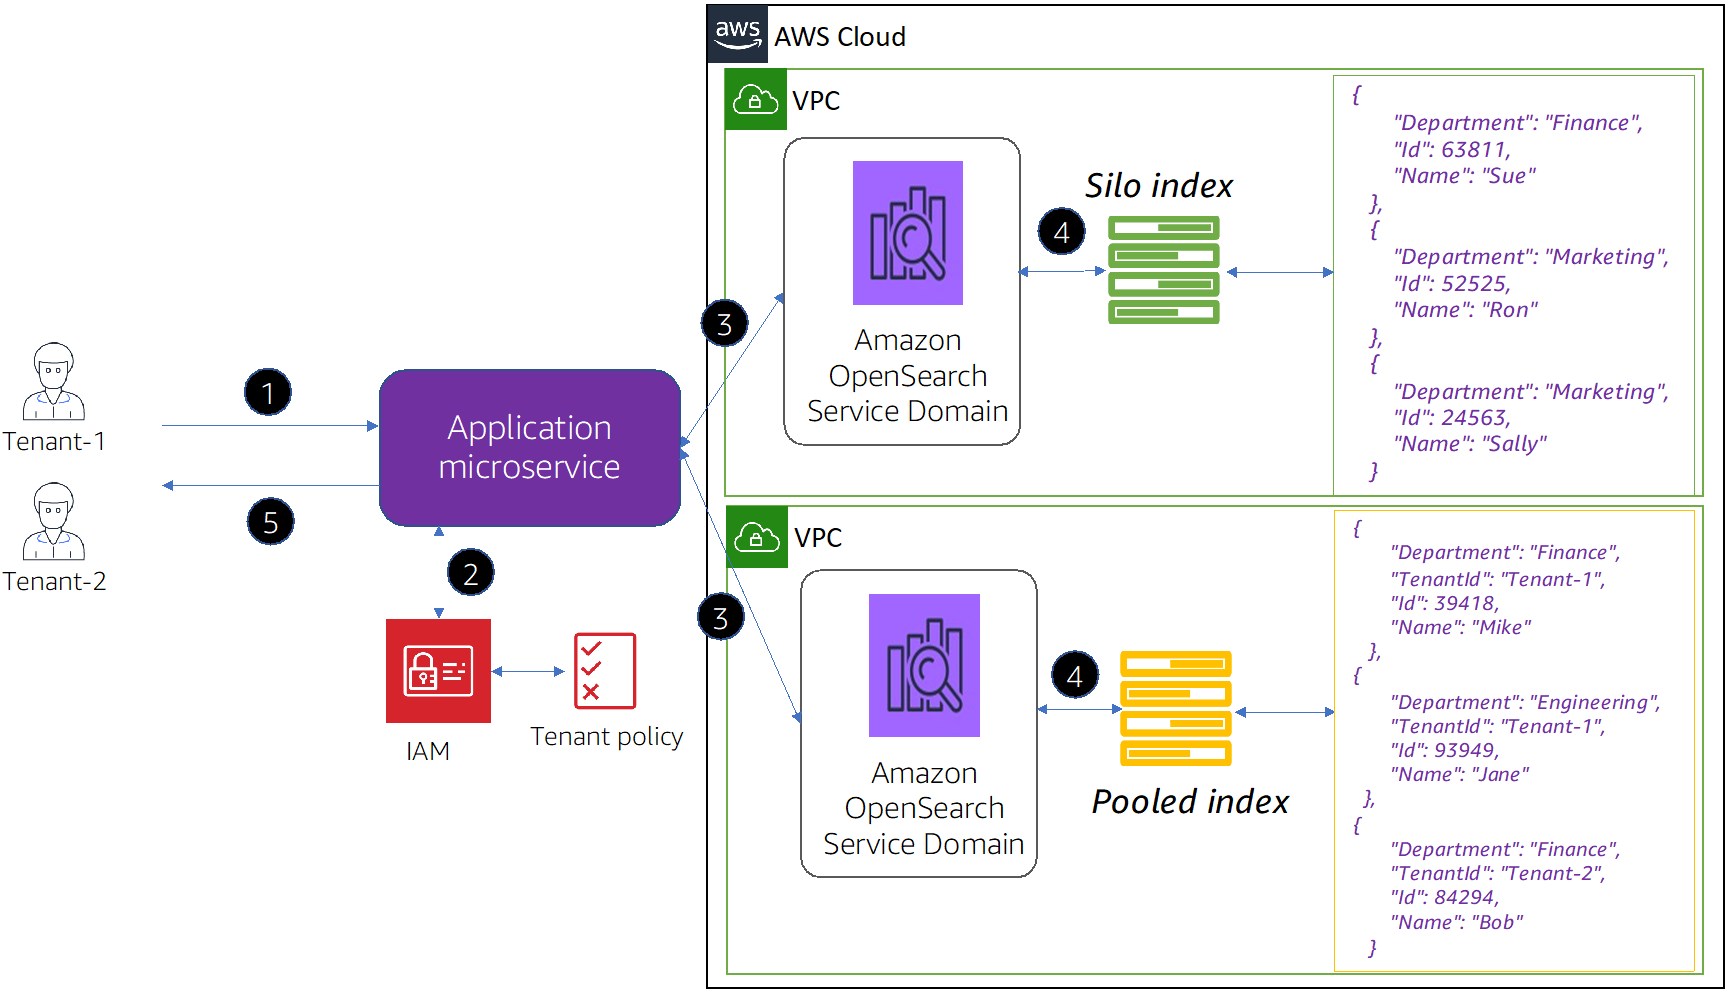 aws
AWS Cloud
VPC
{
"Department": "Finance",
"Id": 63811,
"Name": "Sue"
},
{
"Department": "Marketing",
"Id": 52525,
"Name": "Ron"
},
{
"Department": "Marketing",
"Id": 24563,
"Name": "Sally"
}
Silo index
4
Amazon
OpenSearch
Service Domain
3
Tenant-1
1
Application
microservice
5
Tenant-2
2
IAM
Tenant policy
3
VPC
Amazon
OpenSearch
Service Domain
4
Pooled index
{
"Department": "Finance",
"TenantId": "Tenant-1",
"Id": 39418,
"Name": "Mike"
},
{
"Department": "Engineering",
"TenantId": "Tenant-1",
"Id": 93949,
"Name": "Jane"
},
{
"Department": "Finance",
"TenantId": "Tenant-2",
"Id": 84294,
"Name": "Bob"
}